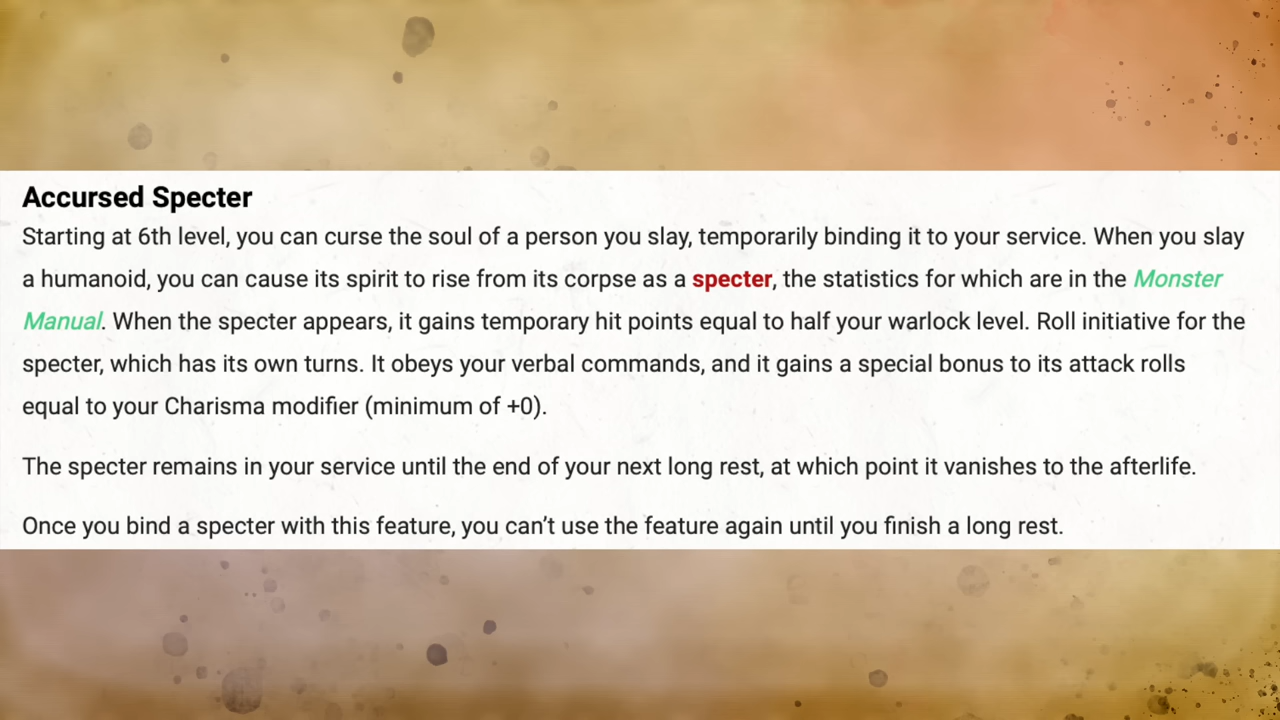 Accursed Specter
Starting at 6th level, you can curse the soul of a person you slay, temporarily binding it to your service. When you slay
a humanoid, you can cause its spirit to rise from its corpse as a specter, the statistics for which are in the Monster
Manual. When the specter appears, it gains temporary hit points equal to half your warlock level. Roll initiative for the
specter, which has its own turns. It obeys your verbal commands, and it gains a special bonus to its attack rolls
equal to your Charisma modifier (minimum of +0).
The specter remains in your service until the end of your next long rest, at which point it vanishes to the afterlife.
Once you bind a specter with this feature, you can’t use the feature again until you finish a long rest.